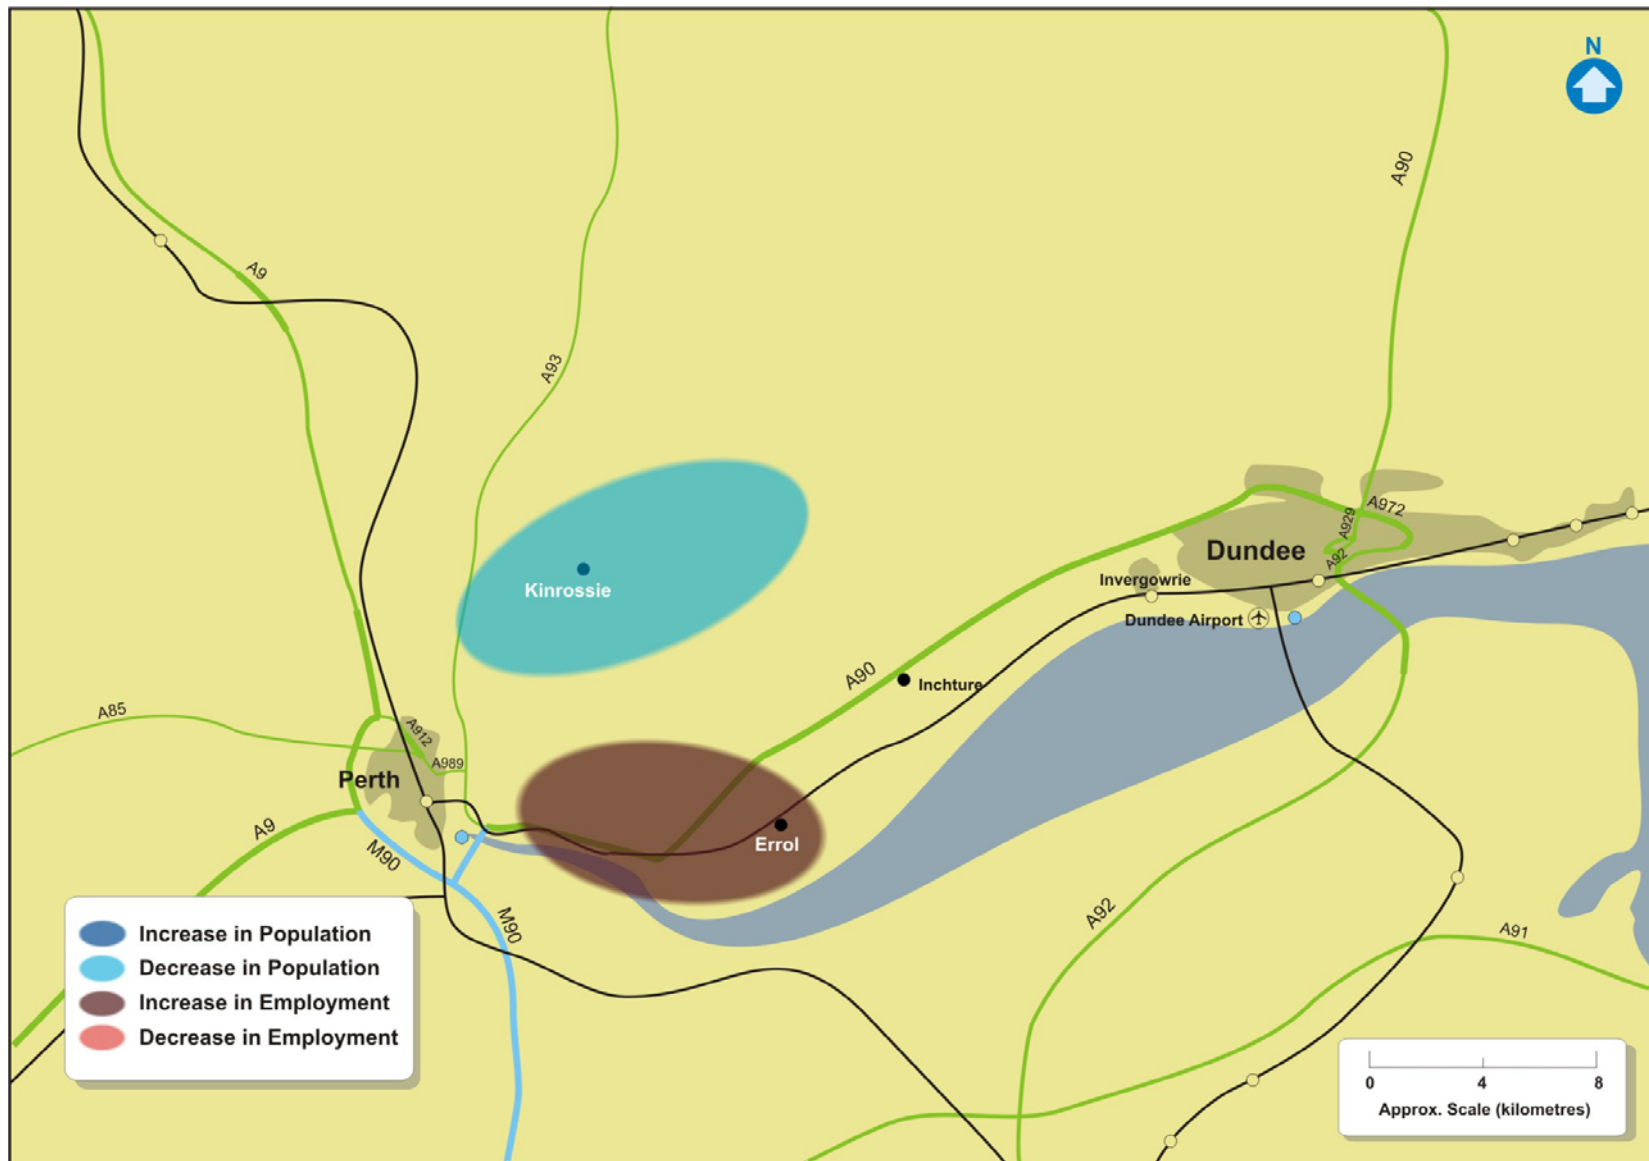 N
A90
A9
A93
A972
A929
A92
Dundee
Kinrossie
Invergowrie
Dundee Airport
A90
Inchture
A85
A912
A989
Perth
A9
M90
Errol
M90
A92
A91
Increase in Population
Decrease in Population
Increase in Employment
Decrease in Employment
0 4 8
Approx. Scale (kilometres)